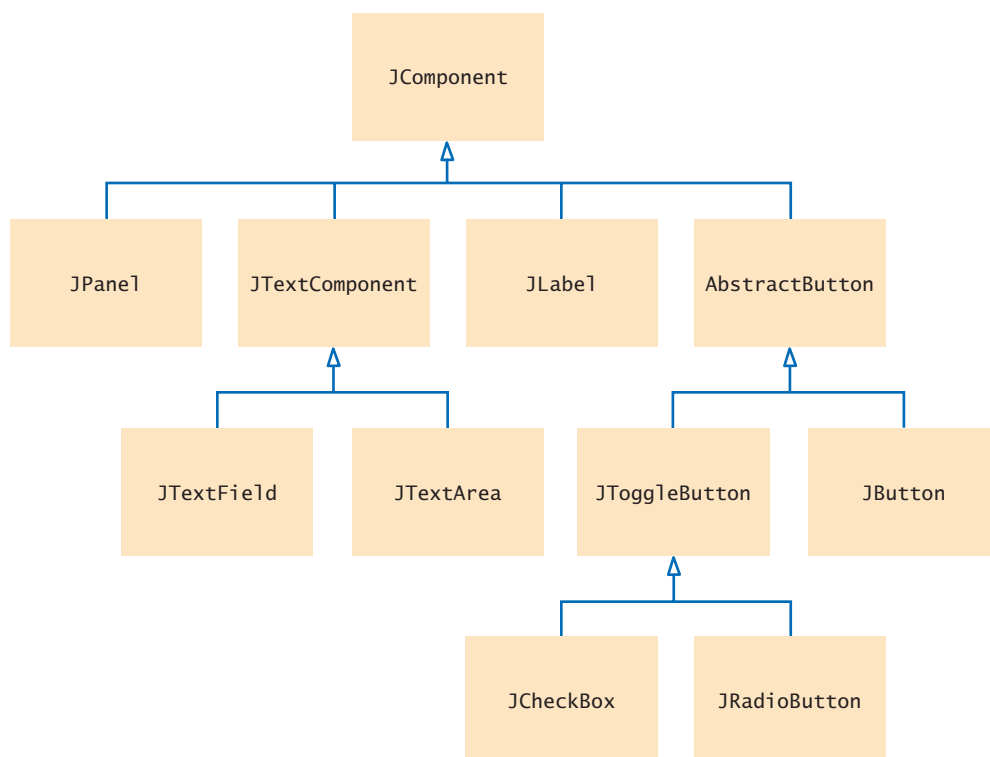 JComponent
JPanel
JTextComponent
JLabel
AbstractButton
JTextField
JTextArea
JToggleButton
JButton
JCheckBox
JRadioButton